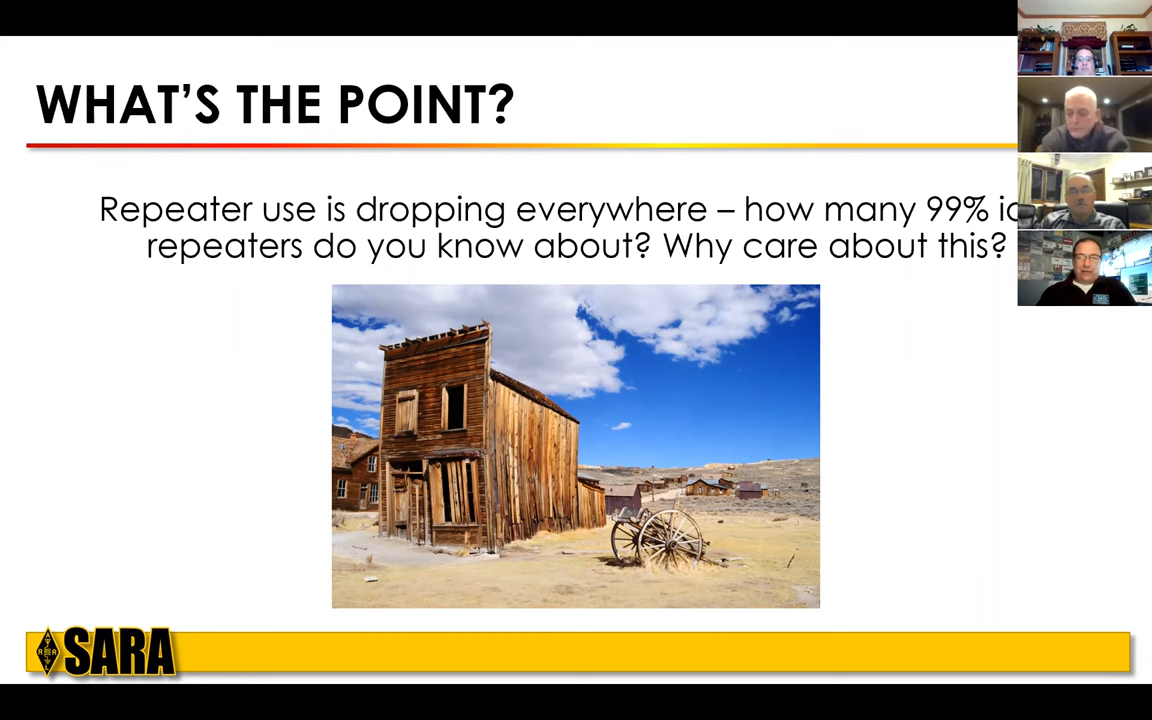 WHAT'S THE POINT?
Repeater use is dropping everywhere – how many 99%
repeaters do you know about? Why care about this?
A
R R
L
SARA